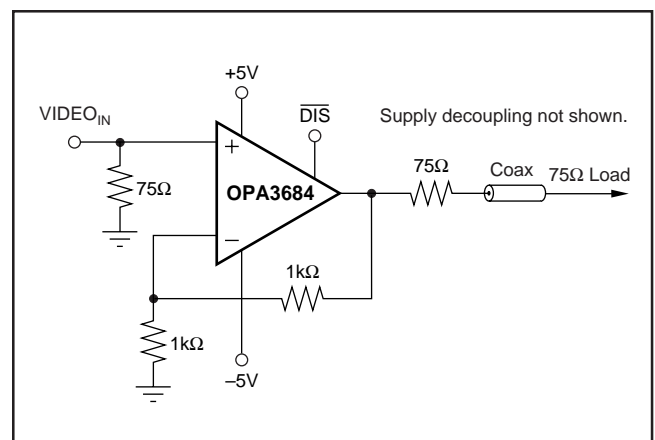 +5V
VIDEO_IN
DIS
Supply decoupling not shown.
+
75Ω
Coax
75Ω Load
75Ω
OPA3684
–
1kΩ
1kΩ
–5V